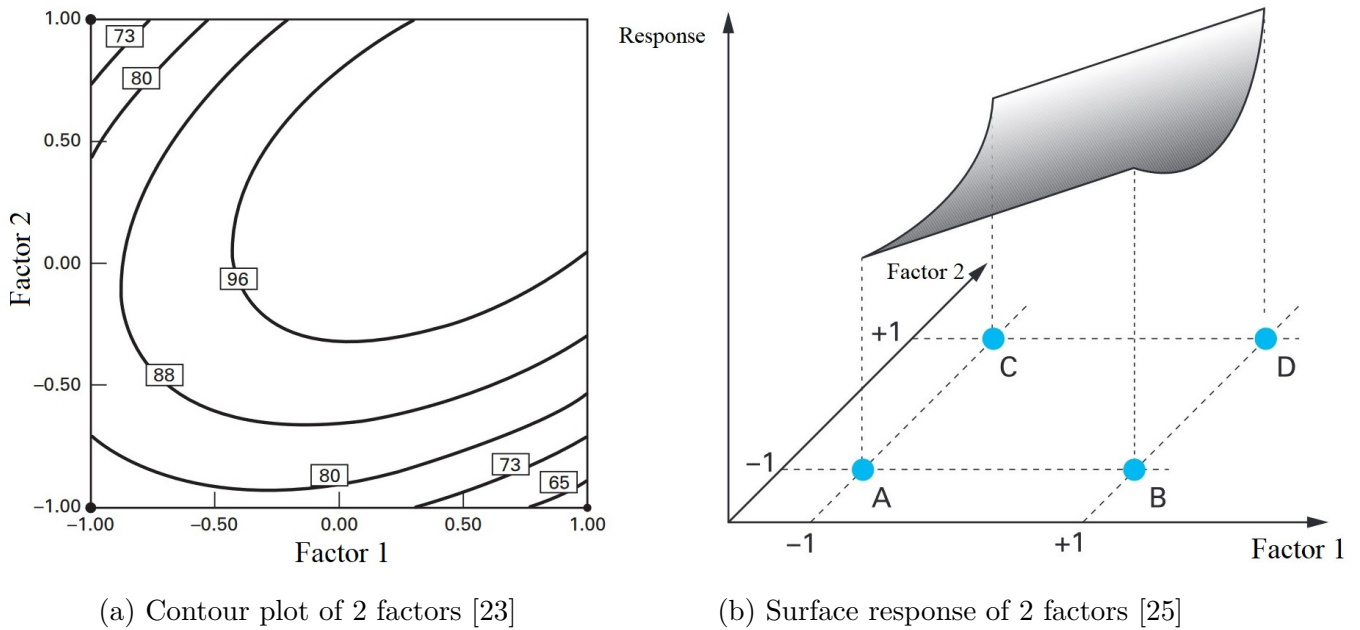 1.00
73
80
0.50
Factor 2
0.00
96
−0.50
88
80
73
65
−1.00
−1.00
−0.50
0.00
0.50
1.00
Factor 1
(a) Contour plot of 2 factors [23]
Response
Factor 2
+1
C
D
−1
A
B
−1
+1
Factor 1
(b) Surface response of 2 factors [25]